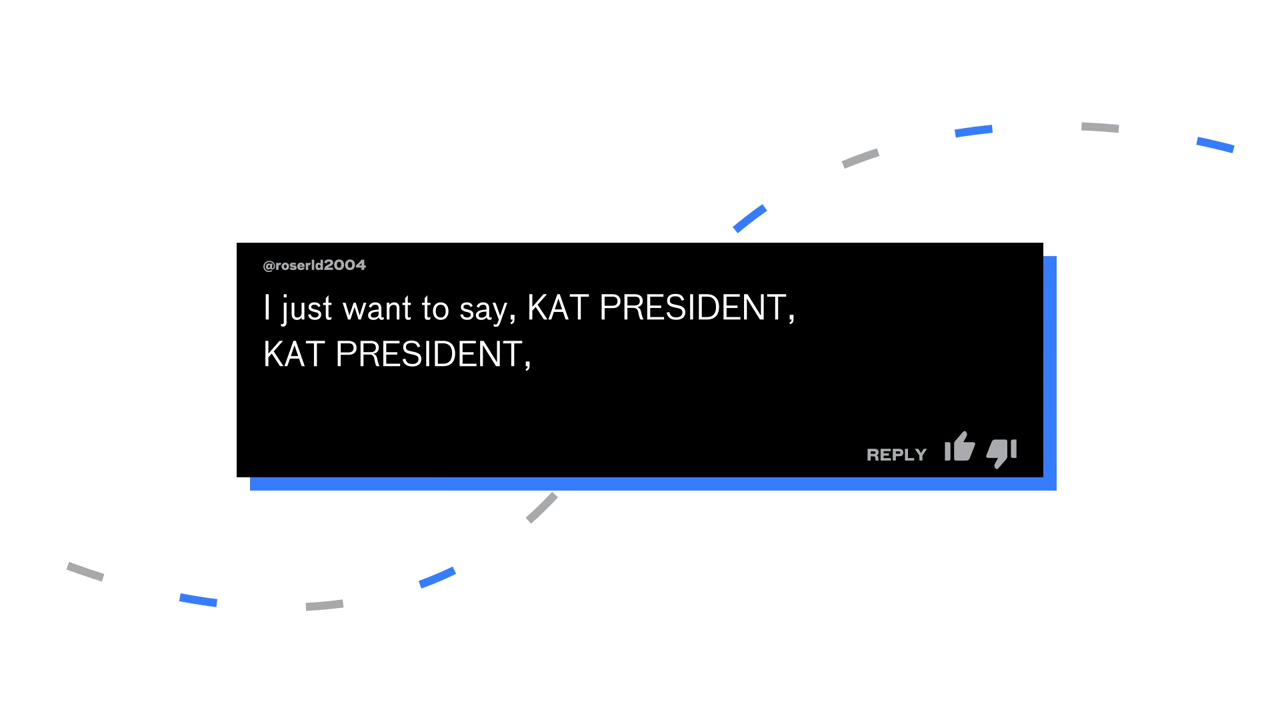 @roserld2004
I just want to say, KAT PRESIDENT,
KAT PRESIDENT,
REPLY